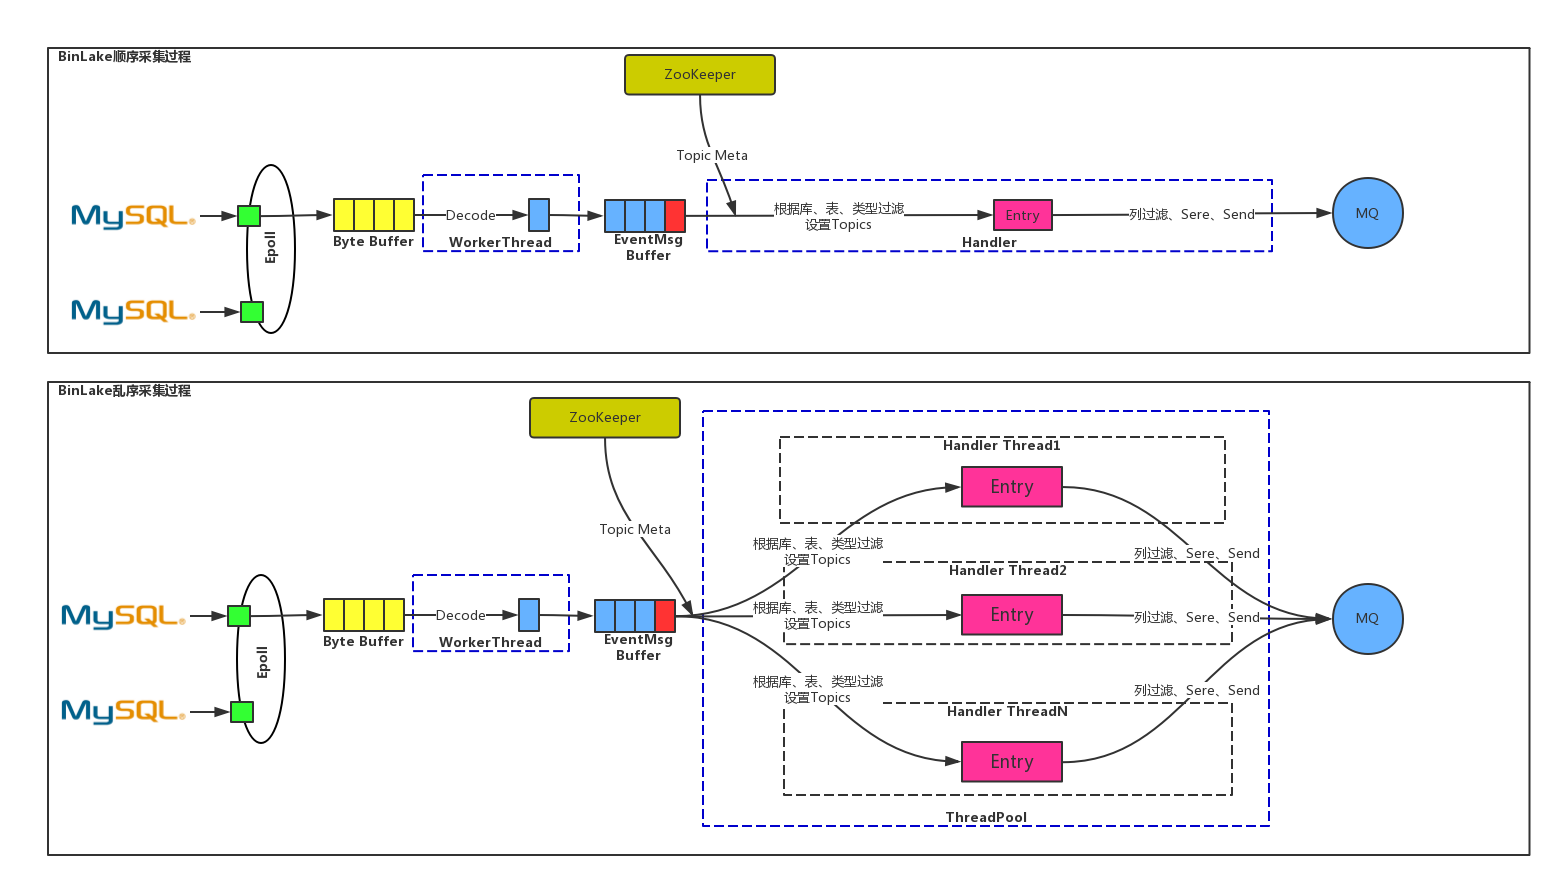 BinLake顺序采集过程
ZooKeeper
Topic Meta
MySQL®
Epoll
Byte Buffer
Decode
WorkerThread
EventMsg
Buffer
根据库、表、类型过滤
设置Topics
Entry
Handler
列过滤、Sere、Send
MQ
MySQL®
BinLake乱序采集过程
ZooKeeper
Topic Meta
MySQL®
Epoll
Byte Buffer
Decode
WorkerThread
EventMsg
Buffer
Handler Thread1
Entry
根据库、表、类型过滤
设置Topics
列过滤、Sere、Send
Handler Thread2
根据库、表、类型过滤
设置Topics
Entry
列过滤、Sere、Send
MQ
根据库、表、类型过滤
设置Topics
列过滤、Sere、Send
Handler ThreadN
Entry
MySQL®
ThreadPool